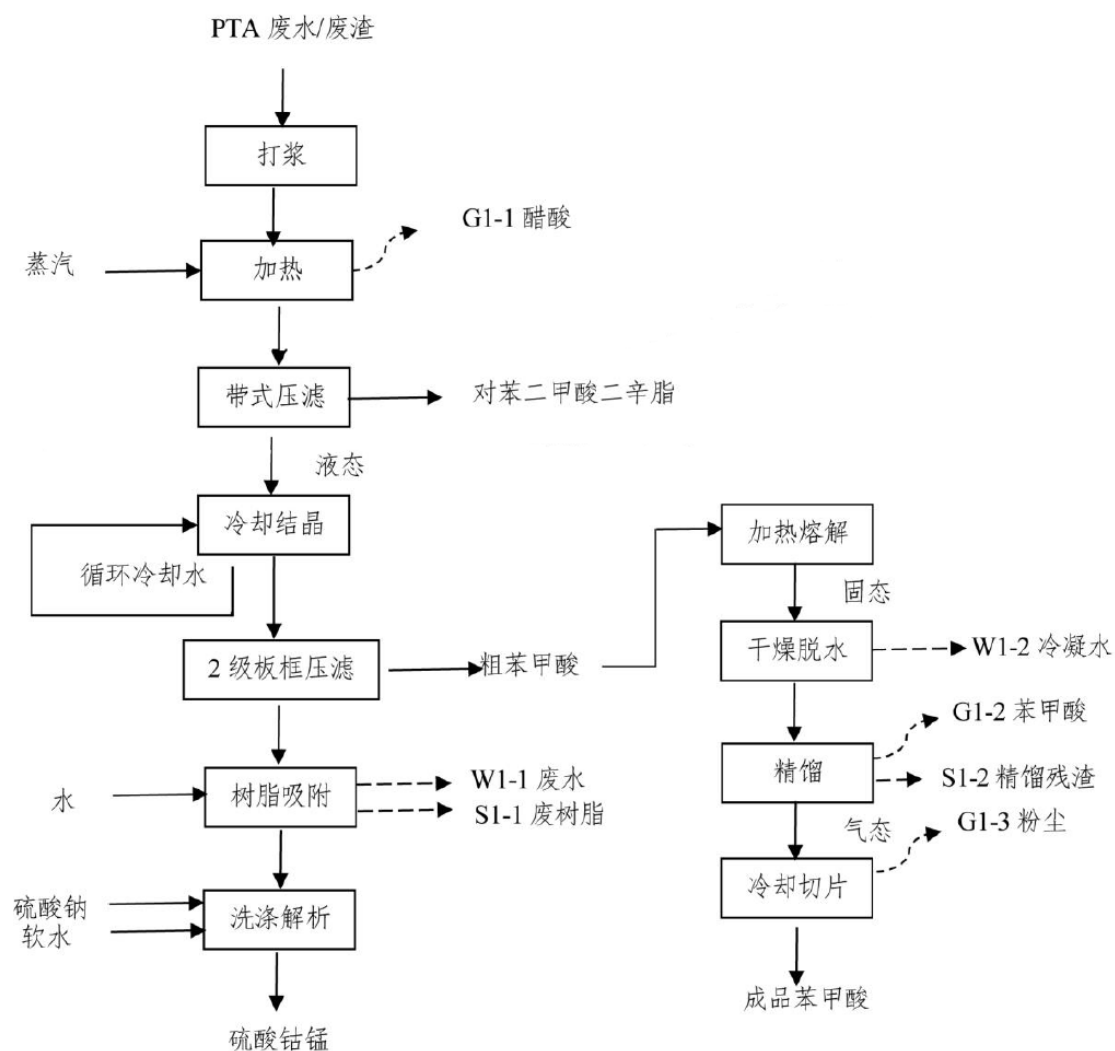 PTA 废水/废渣
打浆
G1-1 醋酸
蒸汽
加热
带式压滤
对苯二甲酸二辛脂
液态
冷却结晶
循环冷却水
2 级板框压滤
粗苯甲酸
水
树脂吸附
W1-1 废水
S1-1 废树脂
硫酸钠
软水
洗涤解析
硫酸钴锰
加热熔解
固态
干燥脱水
W1-2 冷凝水
G1-2 苯甲酸
精馏
S1-2 精馏残渣
气态
G1-3 粉尘
冷却切片
成品苯甲酸